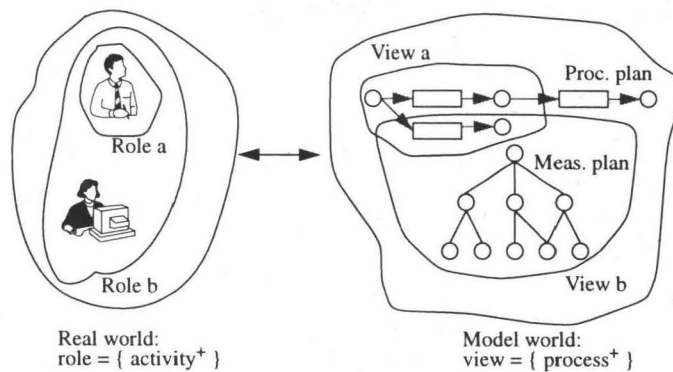 View a
Proc. plan
Role a
Meas. plan
Role b
View b
Real world:
role = { activity⁺ }
Model world:
view = { process⁺ }